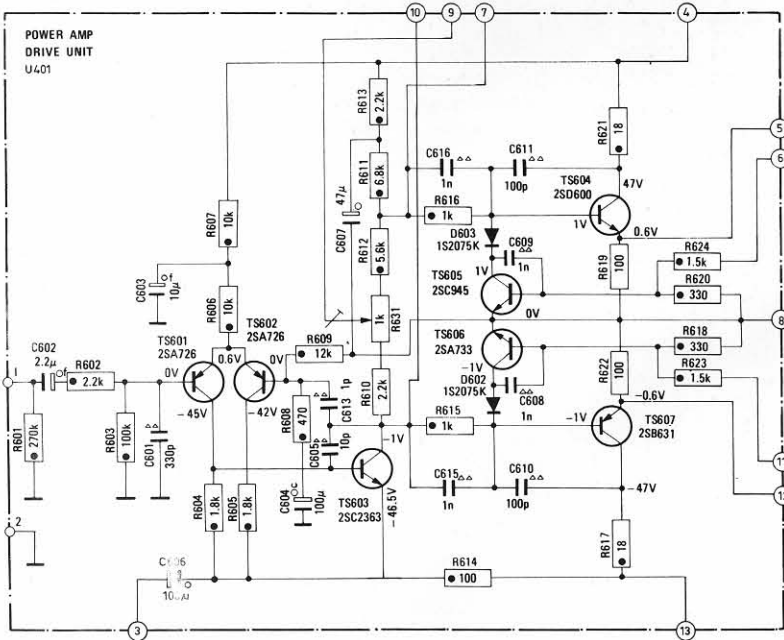 POWER AMP
DRIVE UNIT
U401
10
9
7
4
R613
2.2k
R621
18
5
6
C616
1n
C611
100p
R611
6.8k
47µ
C607
TS604
2SD600
47V
R616
1k
1V
0.6V
R607
10k
D603
1S2075K
C609
1n
R612
5.6k
R619
100
R624
1.5k
TS605
2SC945
1V
R620
330
C603
f
10µ
R606
10k
R631
1k
0V
8
TS601
2SA726
TS602
2SA726
0.6V
0V
R609
12k
TS606
2SA733
R618
330
C602
2.2µ
f
-1V
R622
100
R623
1.5k
1
R602
2.2k
0V
D602
1S2075K
C608
1n
-45V
-42V
R608
470
1p
C613
R610
2.2k
-0.6V
R601
270k
R603
100k
C601
330p
C605
10p
-1V
R615
1k
-1V
TS607
2SB631
C604
c
100µ
TS603
2SC2363
-46.5V
C615
1n
C610
100p
-47V
11
12
R604
1.8k
R605
1.8k
2
R617
18
C606
R614
100
3
13